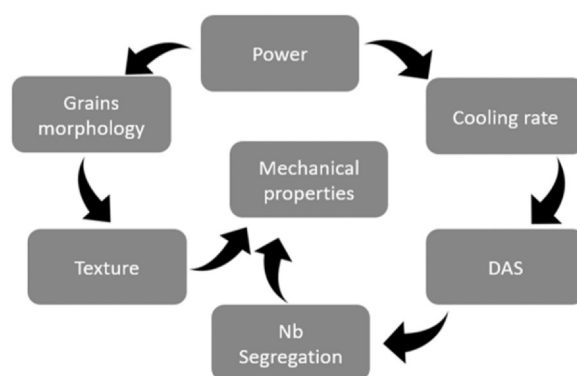 Power
Grains
morphology
Cooling rate
Mechanical
properties
Texture
DAS
Nb
Segregation